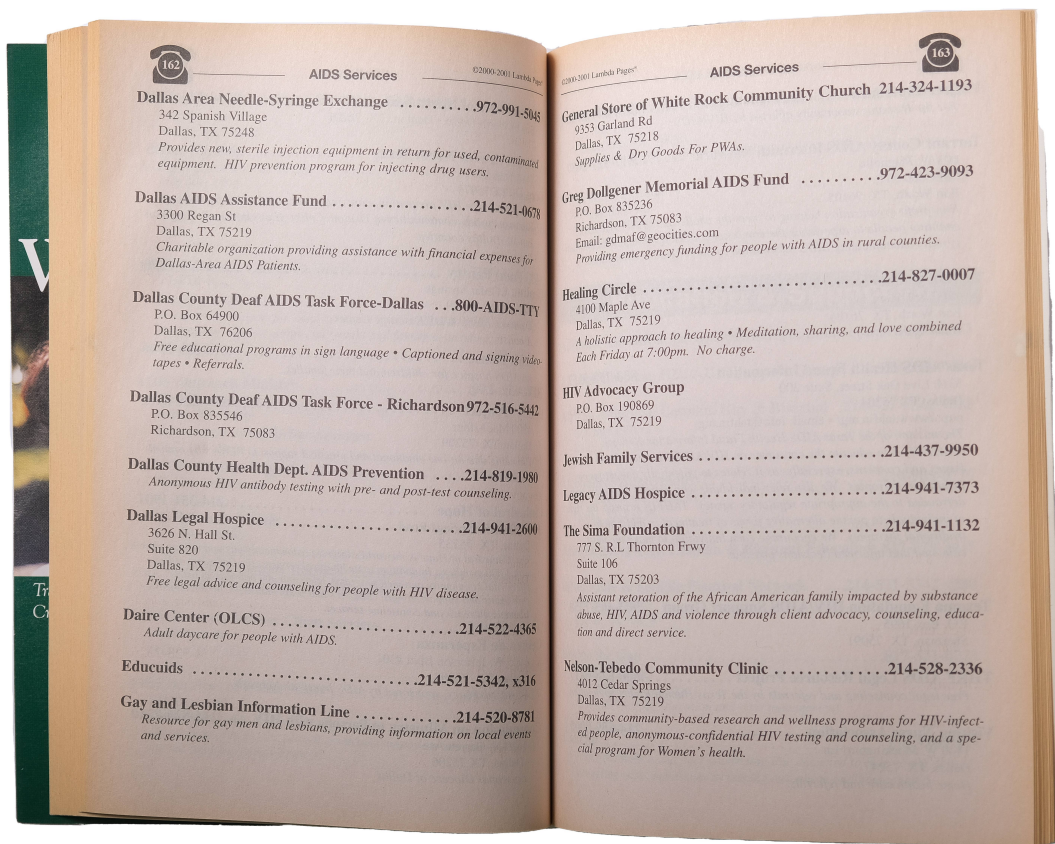 162
AIDS Services
©2000-2001 Lambda Pages®
Dallas Area Needle-Syringe Exchange .........972-991-5045
342 Spanish Village
Dallas, TX 75248
Provides new, sterile injection equipment in return for used, contaminated
equipment. HIV prevention program for injecting drug users.
Dallas AIDS Assistance Fund .................214-521-0678
3300 Regan St
Dallas, TX 75219
Charitable organization providing assistance with financial expenses for
Dallas-Area AIDS Patients.
Dallas County Deaf AIDS Task Force-Dallas ...800-AIDS-TTY
P.O. Box 64900
Dallas, TX 76206
Free educational programs in sign language • Captioned and signing video-
tapes • Referrals.
Dallas County Deaf AIDS Task Force - Richardson 972-516-5442
P.O. Box 835546
Richardson, TX 75083
Dallas County Health Dept. AIDS Prevention ....214-819-1980
Anonymous HIV antibody testing with pre- and post-test counseling.
Dallas Legal Hospice ......................214-941-2600
3626 N. Hall St.
Suite 820
Dallas, TX 75219
Free legal advice and counseling for people with HIV disease.
Daire Center (OLCS) ......................214-522-4365
Adult daycare for people with AIDS.
Educuids ..........................214-521-5342, x316
Gay and Lesbian Information Line ............214-520-8781
Resource for gay men and lesbians, providing information on local events
and services.
©2000-2001 Lambda Pages®
AIDS Services
163
General Store of White Rock Community Church 214-324-1193
9353 Garland Rd
Dallas, TX 75218
Supplies & Dry Goods For PWAs.
Greg Dollgener Memorial AIDS Fund .........972-423-9093
P.O. Box 835236
Richardson, TX 75083
Email: gdmaf@geocities.com
Providing emergency funding for people with AIDS in rural counties.
Healing Circle ............................214-827-0007
4100 Maple Ave
Dallas, TX 75219
A holistic approach to healing • Meditation, sharing, and love combined
Each Friday at 7:00pm. No charge.
HIV Advocacy Group
P.O. Box 190869
Dallas, TX 75219
Jewish Family Services ......................214-437-9950
Legacy AIDS Hospice .......................214-941-7373
The Sima Foundation .......................214-941-1132
777 S. R.L Thornton Frwy
Suite 106
Dallas, TX 75203
Assistant retoration of the African American family impacted by substance
abuse, HIV, AIDS and violence through client advocacy, counseling, educa-
tion and direct service.
Nelson-Tebedo Community Clinic .............214-528-2336
4012 Cedar Springs
Dallas, TX 75219
Provides community-based research and wellness programs for HIV-infect-
ed people, anonymous-confidential HIV testing and counseling, and a spe-
cial program for Women's health.